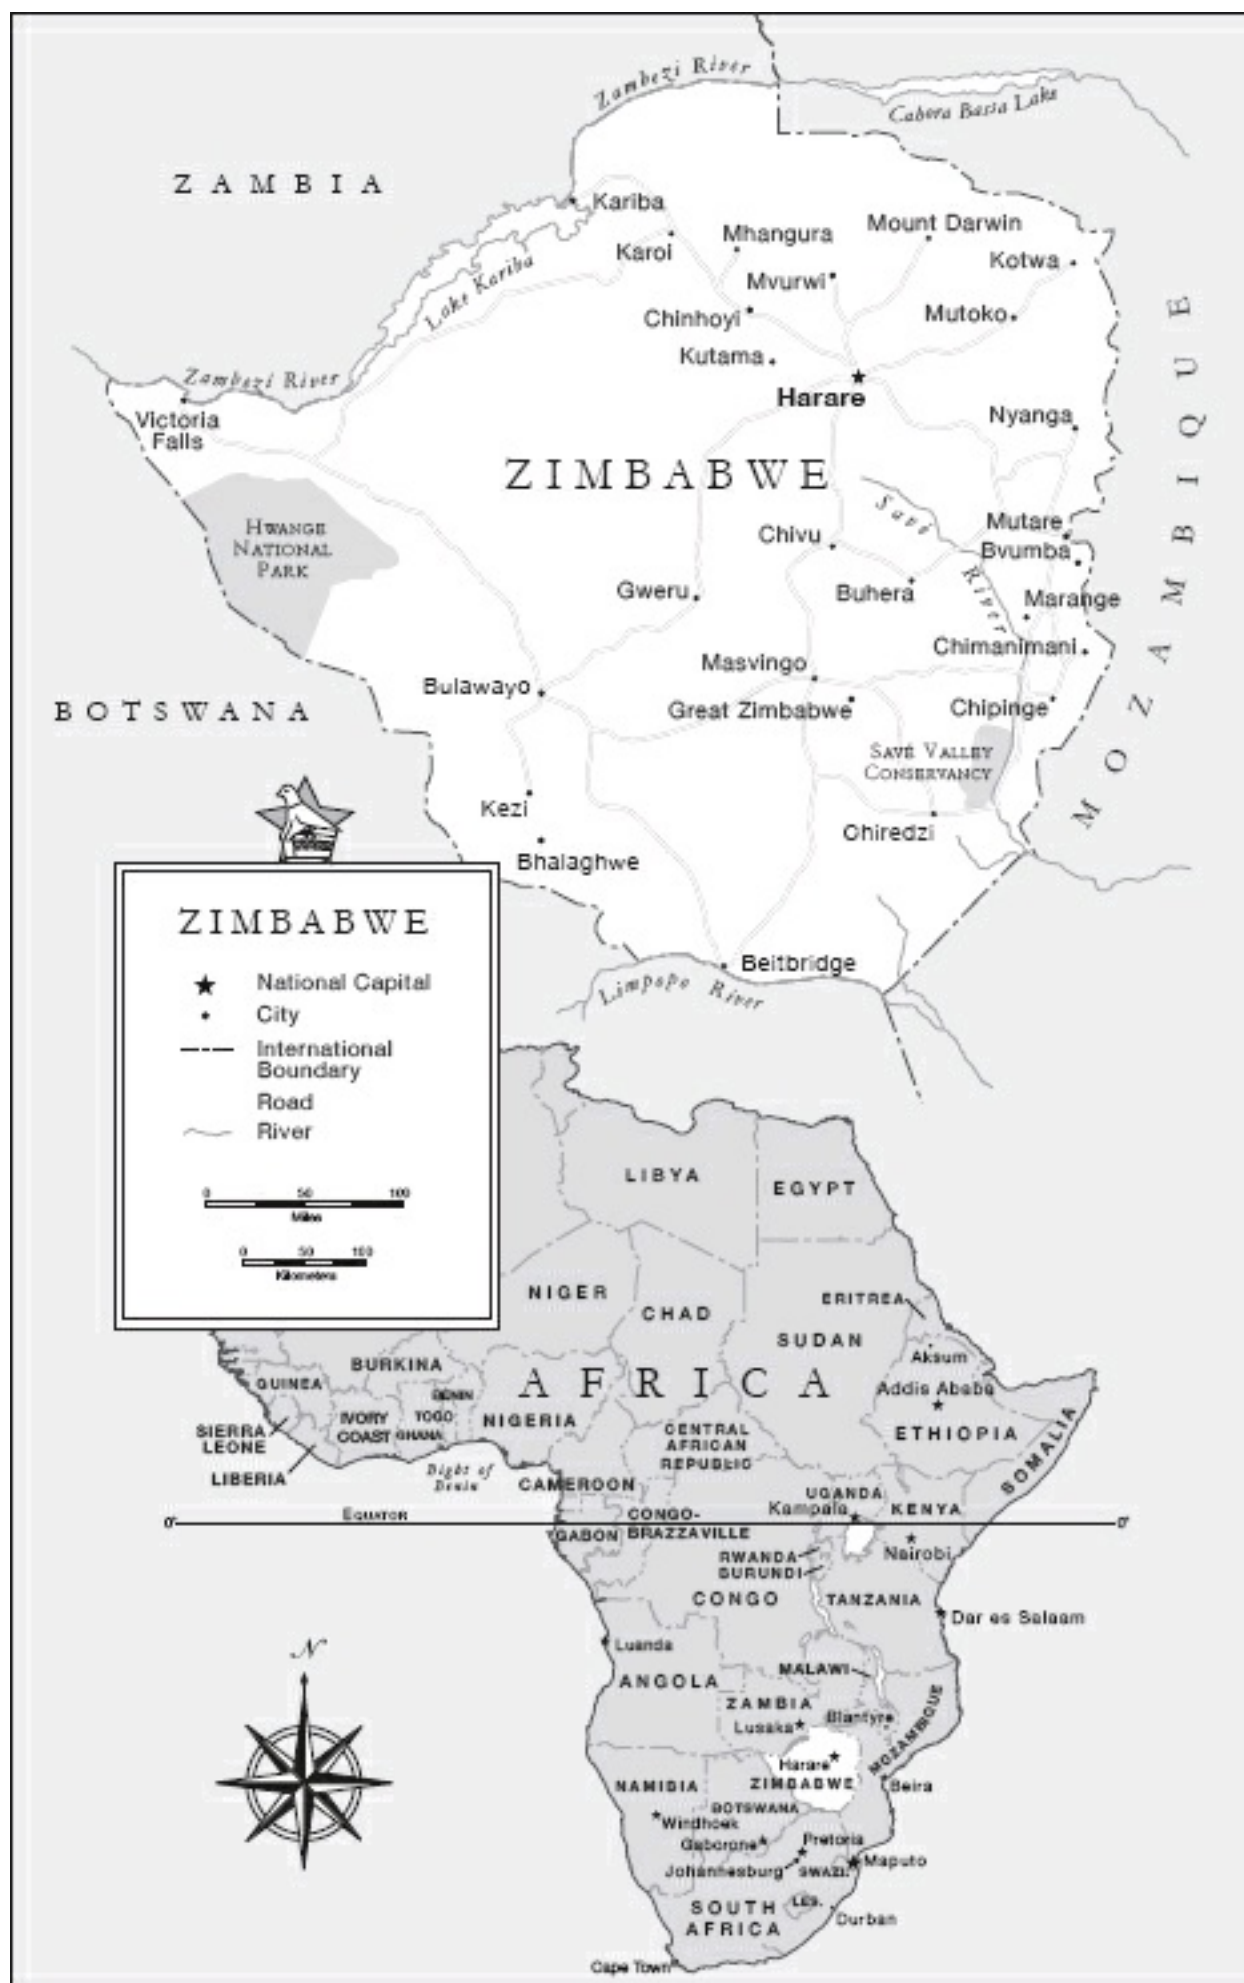 Zambezi River
Cabora Bassa Lake
ZAMBIA
Kariba
Mount Darwin
Karoi
Mhangura
Kotwa
Lake Kariba
Mvurwi
Chinhoyi
Mutoko
Kutama
Zambezi River
Harare
Victoria
Falls
Nyanga
MOZAMBIQUE
ZIMBABWE
Savé River
HWANGE
NATIONAL
PARK
Chivu
Mutare
Bvumba
Gweru
Buhera
Marange
Chimanimani
Masvingo
Bulawayo
Great Zimbabwe
Chipinge
BOTSWANA
SAVÉ VALLEY
CONSERVANCY
Kezi
Chiredzi
Bhalaghwe
Beitbridge
Limpopo River
ZIMBABWE
National Capital
City
International
Boundary
Road
River
0 50 100
Miles
0 50 100
Kilometers
LIBYA
EGYPT
NIGER
CHAD
ERITREA
SUDAN
Aksum
BURKINA
GUINEA
AFRICA
Addis Ababa
BENIN
SIERRA
LEONE
IVORY
COAST
TOGO
GHANA
NIGERIA
CENTRAL
AFRICAN
REPUBLIC
ETHIOPIA
SOMALIA
LIBERIA
Bight of
Benin
CAMEROON
UGANDA
Kampala
KENYA
EQUATOR
0°
0°
GABON
CONGO-
BRAZZAVILLE
Nairobi
RWANDA
BURUNDI
CONGO
TANZANIA
Dar es Salaam
Luanda
MALAWI
ANGOLA
ZAMBIA
Lusaka
Blantyre
MOZAMBIQUE
N
Harare
ZIMBABWE
NAMIBIA
Beira
BOTSWANA
Windhoek
Gaborone
Pretoria
Johannesburg
SWAZI.
Maputo
LES.
SOUTH
AFRICA
Durban
Cape Town